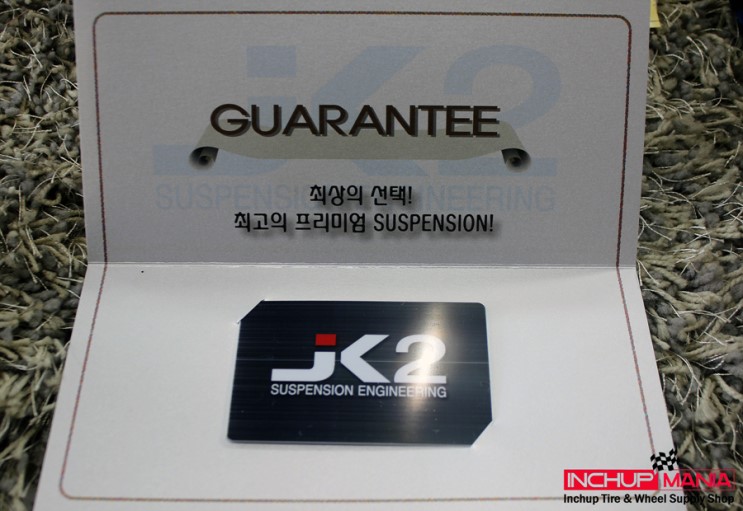 GUARANTEE
JK2
SUSPENSION ENGINEERING
최상의 선택!
최고의 프리미엄 SUSPENSION!
JK2
SUSPENSION ENGINEERING
INCHUP MANA
Inchup Tire & Wheel Supply Shop